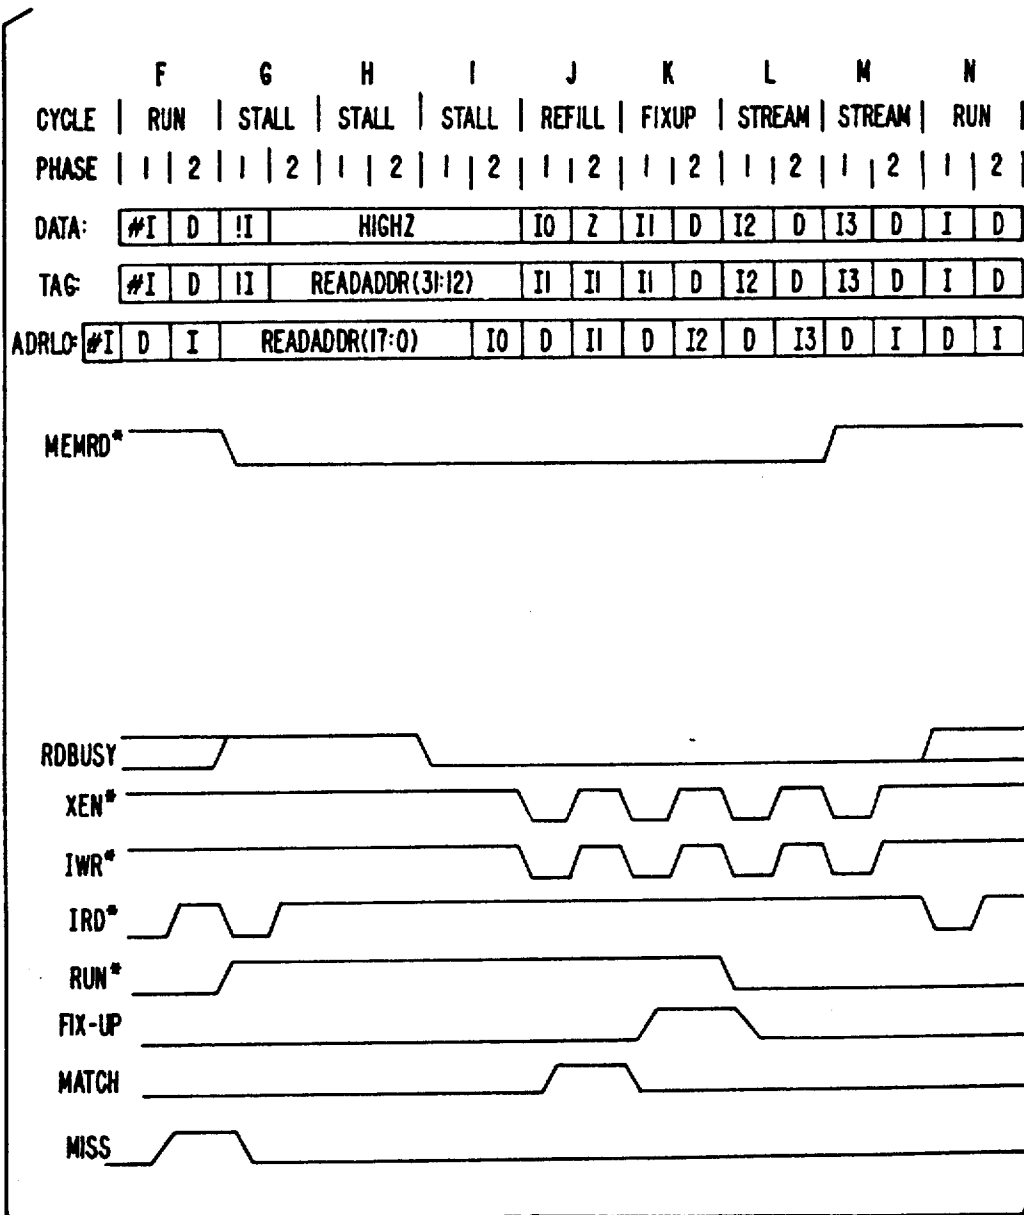 F G H I J K L M N
CYCLE | RUN | STALL | STALL | STALL | REFILL | FIXUP | STREAM | STREAM | RUN |
PHASE | 1 | 2 | 1 | 2 | 1 | 2 | 1 | 2 | 1 | 2 | 1 | 2 | 1 | 2 | 1 | 2 | 1 | 2 |
DATA: #I D !I HIGHZ I0 Z I1 D I2 D I3 D I D
TAG: #I D !I READADDR(31:12) I1 I1 I1 D I2 D I3 D I D
ADRLO: #I D I READADDR(17:0) I0 D I1 D I2 D I3 D I D I
MEMRD*
RDBUSY
XEN*
IWR*
IRD*
RUN*
FIX-UP
MATCH
MISS